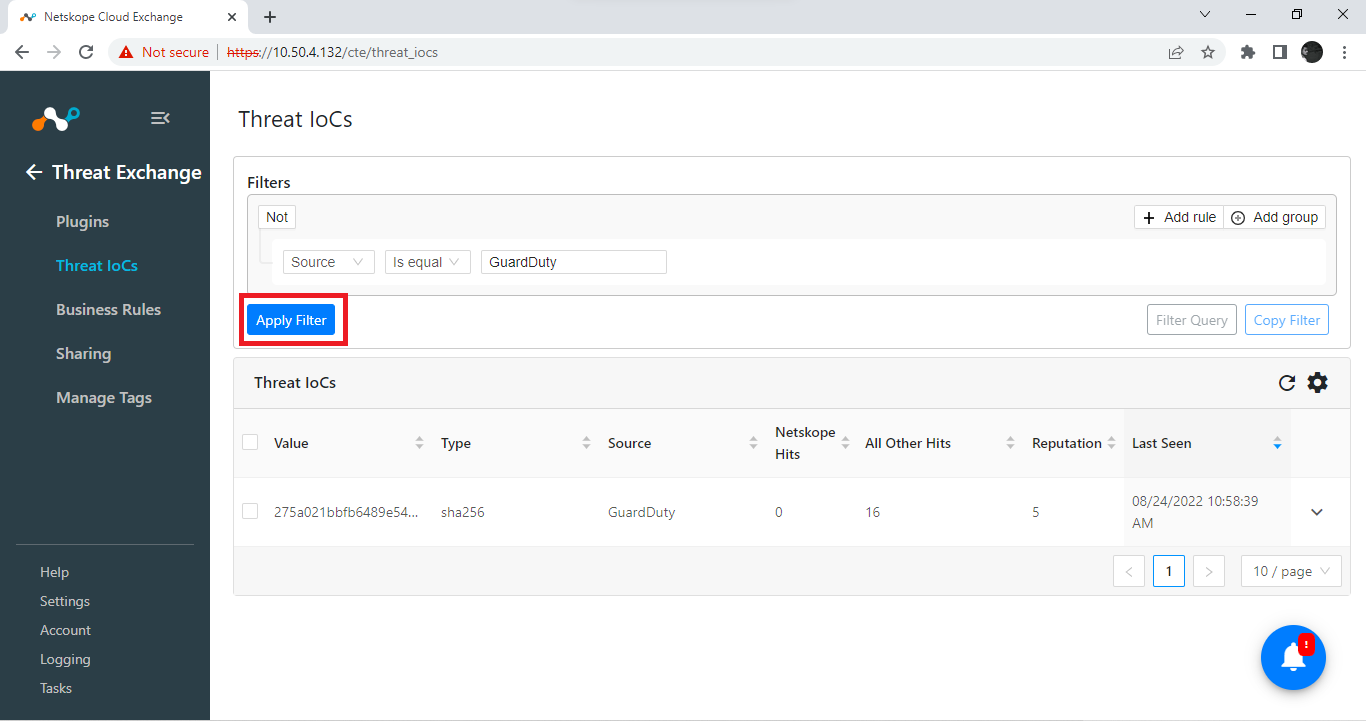 Netskope Cloud Exchange
Not secure https://10.50.4.132/cte/threat_iocs
Threat Exchange
Plugins
Threat IoCs
Business Rules
Sharing
Manage Tags
Help
Settings
Account
Logging
Tasks
Threat IoCs
Filters
Not Add rule Add group
Source Is equal GuardDuty
Apply Filter Filter Query Copy Filter
Threat IoCs
Value Type Source Netskope Hits All Other Hits Reputation Last Seen
275a021bbfb6489e54... sha256 GuardDuty 0 16 5 08/24/2022 10:58:39 AM
1 10 / page
!